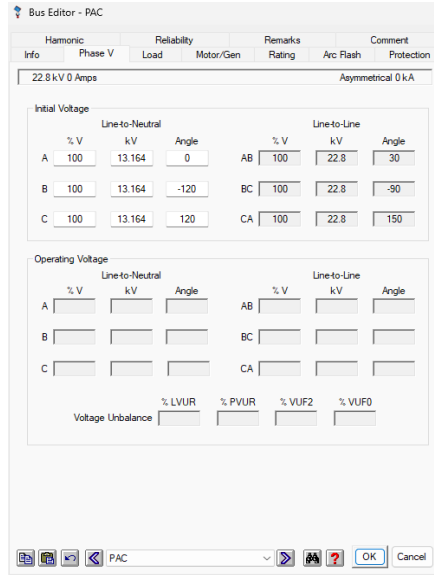 Bus Editor - PAC
Harmonic Reliability Remarks Comment
Info Phase V Load Motor/Gen Rating Arc Flash Protection
22.8 kV 0 Amps Asymmetrical 0 kA
Initial Voltage
Line-to-Neutral Line-to-Line
% V kV Angle % V kV Angle
A 100 13.164 0 AB 100 22.8 30
B 100 13.164 -120 BC 100 22.8 -90
C 100 13.164 120 CA 100 22.8 150
Operating Voltage
Line-to-Neutral Line-to-Line
% V kV Angle % V kV Angle
A AB
B BC
C CA
% LVUR % PVUR % VUF2 % VUF0
Voltage Unbalance
PAC ? OK Cancel